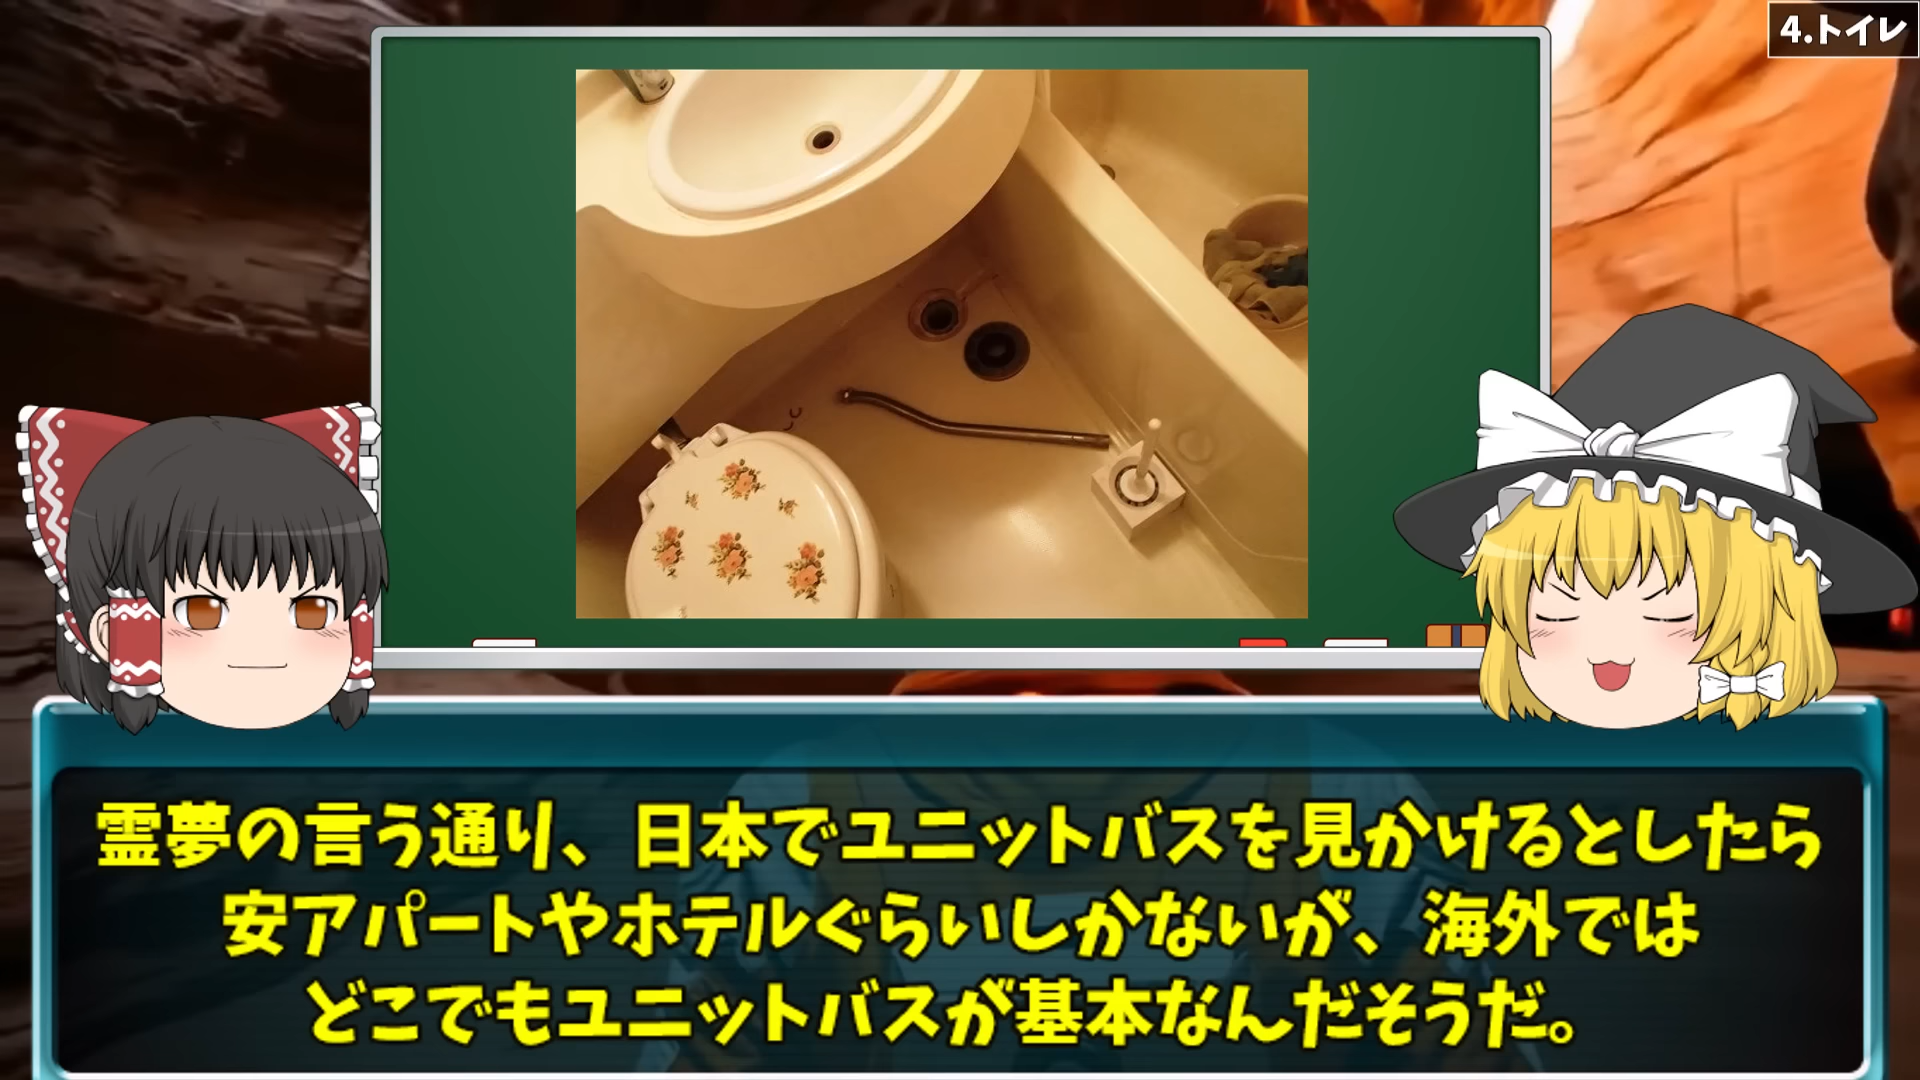 4.トイレ
霊夢の言う通り、日本でユニットバスを見かけるとしたら
安アパートやホテルぐらいしかないが、海外では
どこでもユニットバスが基本なんだそうだ。